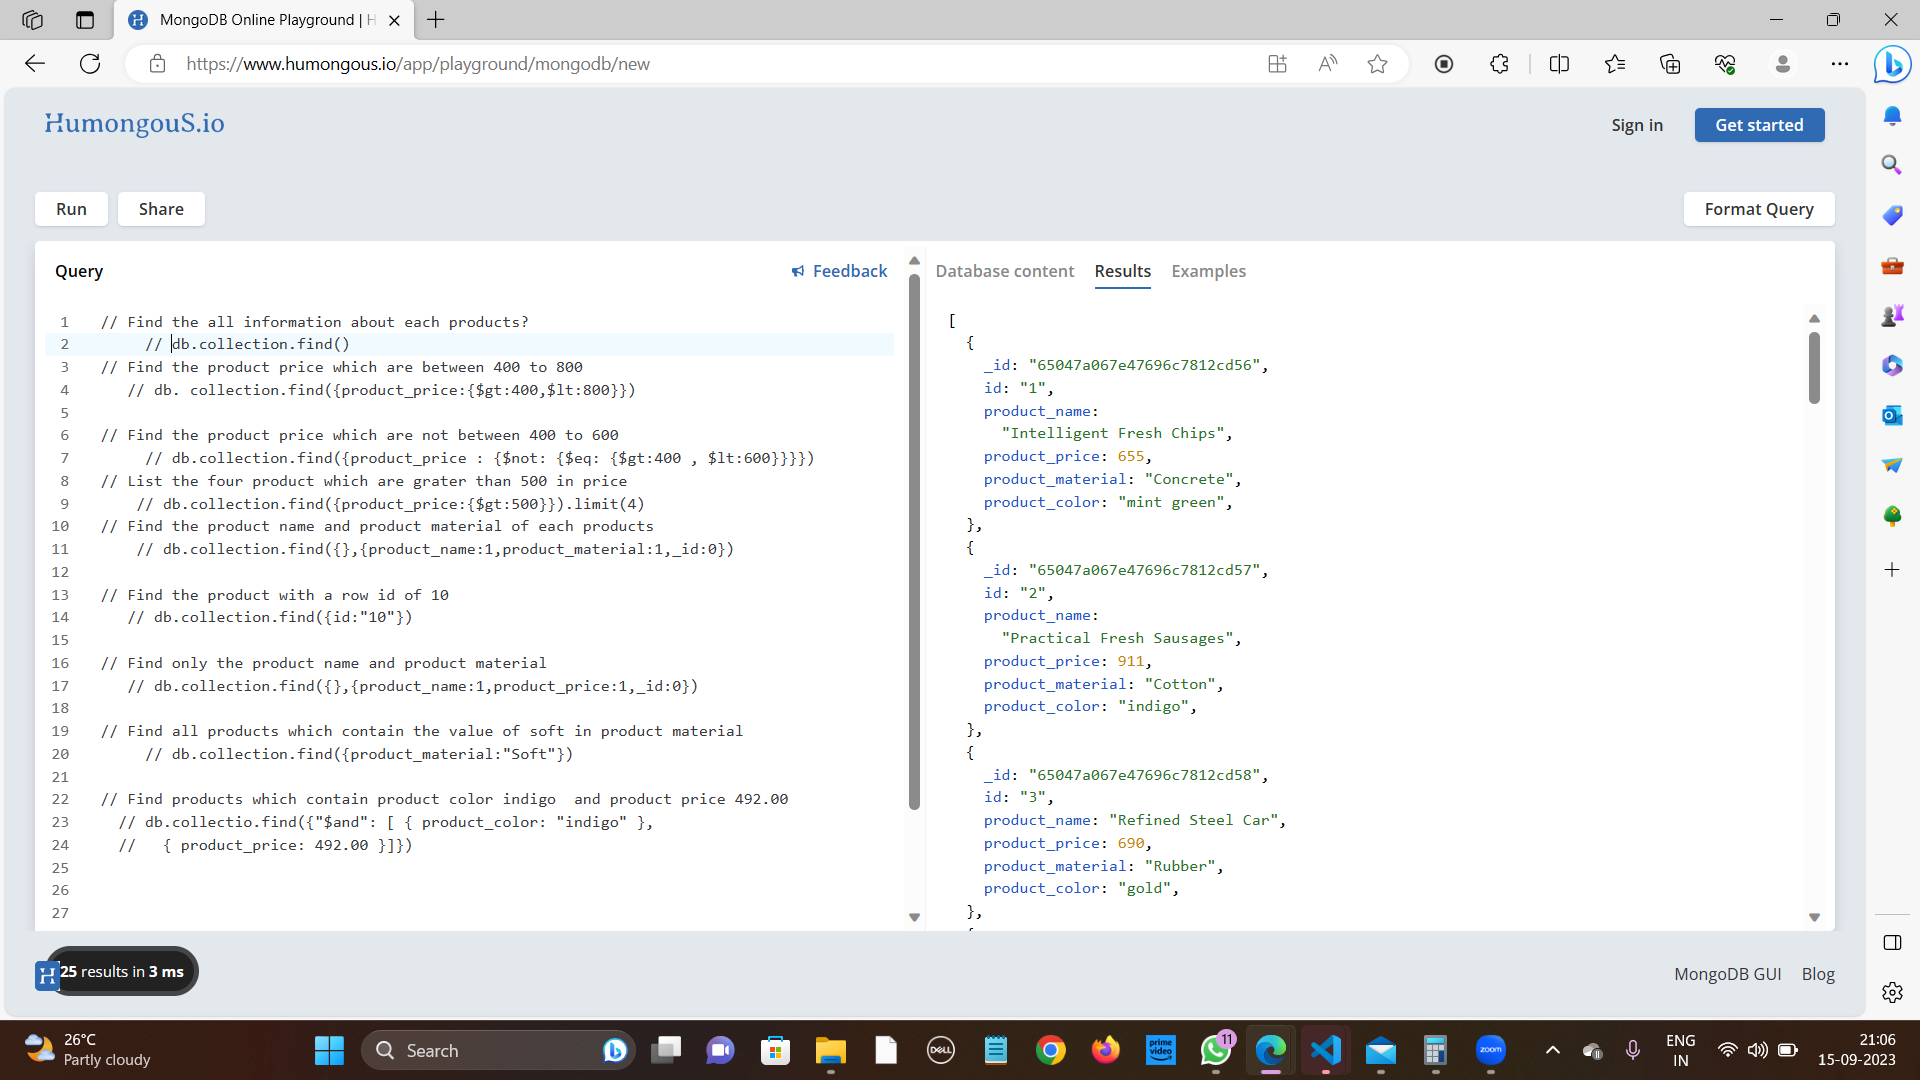 MongoDB Online Playground | H
https://www.humongous.io/app/playground/mongodb/new
HumongouS.io
Sign in
Get started
Run
Share
Format Query
Query
Feedback
1 // Find the all information about each products?
2 // db.collection.find()
3 // Find the product price which are between 400 to 800
4 // db. collection.find({product_price:{$gt:400,$lt:800}})
5
6 // Find the product price which are not between 400 to 600
7 // db.collection.find({product_price : {$not: {$eq: {$gt:400 , $lt:600}}}})
8 // List the four product which are grater than 500 in price
9 // db.collection.find({product_price:{$gt:500}}).limit(4)
10 // Find the product name and product material of each products
11 // db.collection.find({},{product_name:1,product_material:1,_id:0})
12
13 // Find the product with a row id of 10
14 // db.collection.find({id:"10"})
15
16 // Find only the product name and product material
17 // db.collection.find({},{product_name:1,product_price:1,_id:0})
18
19 // Find all products which contain the value of soft in product material
20 // db.collection.find({product_material:"Soft"})
21
22 // Find products which contain product color indigo  and product price 492.00
23 // db.collectio.find({"$and": [ { product_color: "indigo" },
24 //   { product_price: 492.00 }]})
25
26
27
Database content
Results
Examples
[
{
_id: "65047a067e47696c7812cd56",
id: "1",
product_name:
"Intelligent Fresh Chips",
product_price: 655,
product_material: "Concrete",
product_color: "mint green",
},
{
_id: "65047a067e47696c7812cd57",
id: "2",
product_name:
"Practical Fresh Sausages",
product_price: 911,
product_material: "Cotton",
product_color: "indigo",
},
{
_id: "65047a067e47696c7812cd58",
id: "3",
product_name: "Refined Steel Car",
product_price: 690,
product_material: "Rubber",
product_color: "gold",
},
H 25 results in 3 ms
MongoDB GUI
Blog
26°C
Partly cloudy
Search
DELL
prime video
11
zoom
ENG
IN
21:06
15-09-2023